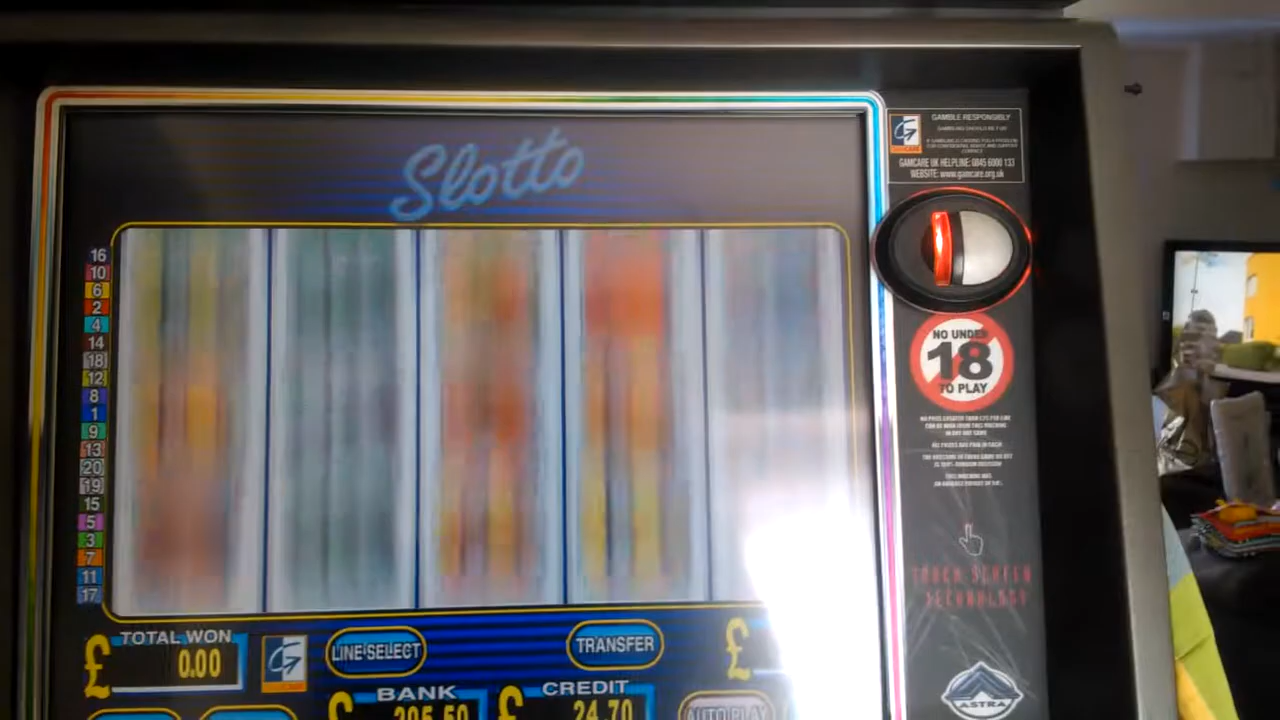 Slotto
GAMBLE RESPONSIBLY
GAMCARE UK HELPLINE: 0845 6000 133
WEBSITE: www.gamcare.org.uk
16
10
6
2
4
14
18
12
8
1
9
13
20
19
15
5
3
7
11
17
NO UNDER
18
TO PLAY
TOUCH SCREEN
TECHNOLOGY
ASTRA
TOTAL WON
£ 0.00
LINE SELECT
TRANSFER
£
BANK
£ 205.50
CREDIT
£ 24.70
AUTO PLAY